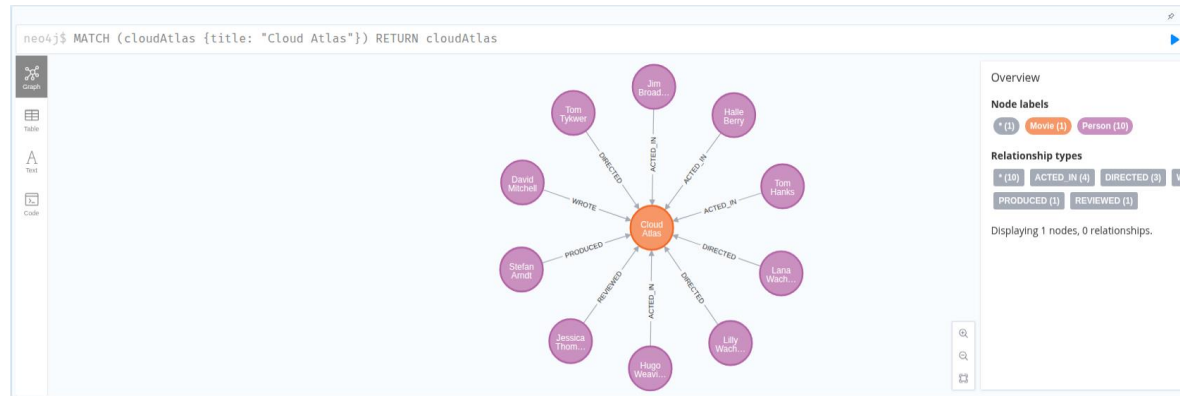 neo4j$ MATCH (cloudAtlas {title: "Cloud Atlas"}) RETURN cloudAtlas
Graph
Table
A
Text
Code
Jim
Broad...
Tom
Tykwer
Halle
Berry
David
Mitchell
Tom
Hanks
Cloud
Atlas
Stefan
Arndt
Lana
Wach...
Jessica
Thom...
Lilly
Wach...
Hugo
Weavi...
DIRECTED
ACTED_IN
ACTED_IN
WROTE
ACTED_IN
PRODUCED
DIRECTED
REVIEWED
ACTED_IN
DIRECTED
Overview
Node labels
* (1) Movie (1) Person (10)
Relationship types
* (10) ACTED_IN (4) DIRECTED (3) W
PRODUCED (1) REVIEWED (1)
Displaying 1 nodes, 0 relationships.